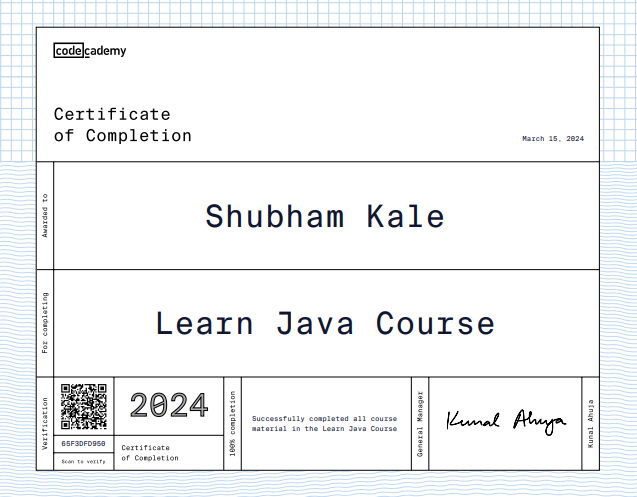 codecademy
Certificate
of Completion
March 15, 2024
Awarded to
Shubham Kale
For completing
Learn Java Course
Verification
65F3DFD950
Scan to verify
2024
Certificate
of Completion
100% completion
Successfully completed all course
material in the Learn Java Course
General Manager
Kunal Ahuja
Kunal Ahuja